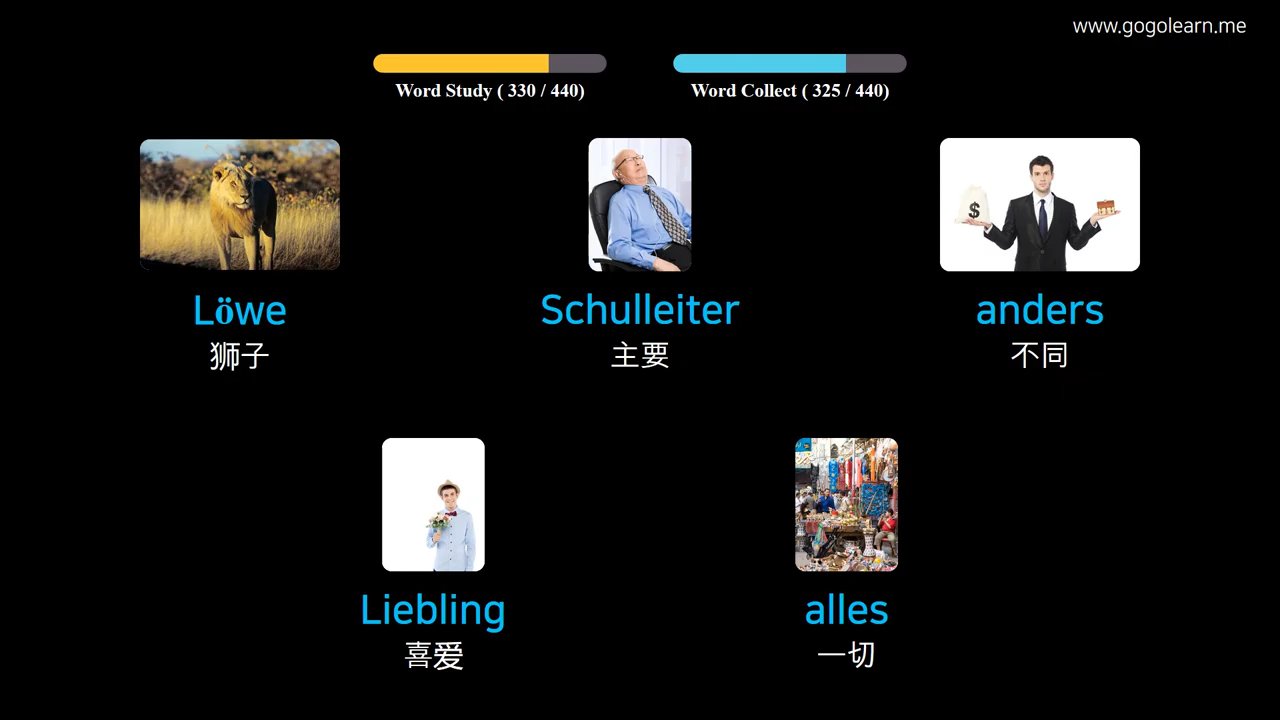 www.gogolearn.me
Word Study ( 330 / 440)
Word Collect ( 325 / 440)
Löwe
狮子
Schulleiter
主要
anders
不同
Liebling
喜爱
alles
一切